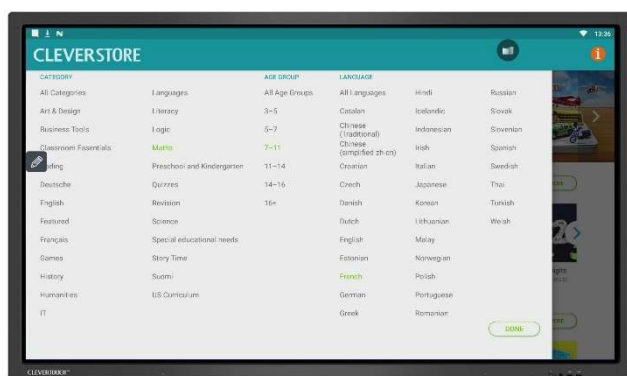 13:26
CLEVERSTORE
CATEGORY
All Categories
Art & Design
Business Tools
Classroom Essentials
Deutsche
English
Featured
Français
Games
History
Humanities
IT
Languages
Literacy
Logic
Maths
Preschool and Kindergarten
Quizzes
Revision
Science
Special educational needs
Story Time
Suomi
US Curriculum
AGE GROUP
All Age Groups
3-5
5-7
7-11
11-14
14-16
16+
LANGUAGE
All Languages
Catalan
Chinese
(Traditional)
Chinese
(simplified zh-cn)
Croatian
Czech
Danish
Dutch
English
Estonian
French
German
Greek
Hindi
Icelandic
Indonesian
Irish
Italian
Japanese
Korean
Lithuanian
Malay
Norwegian
Polish
Portuguese
Romanian
Russian
Slovak
Slovenian
Spanish
Swedish
Thai
Turkish
Welsh
DONE
CLEVERTOUCH